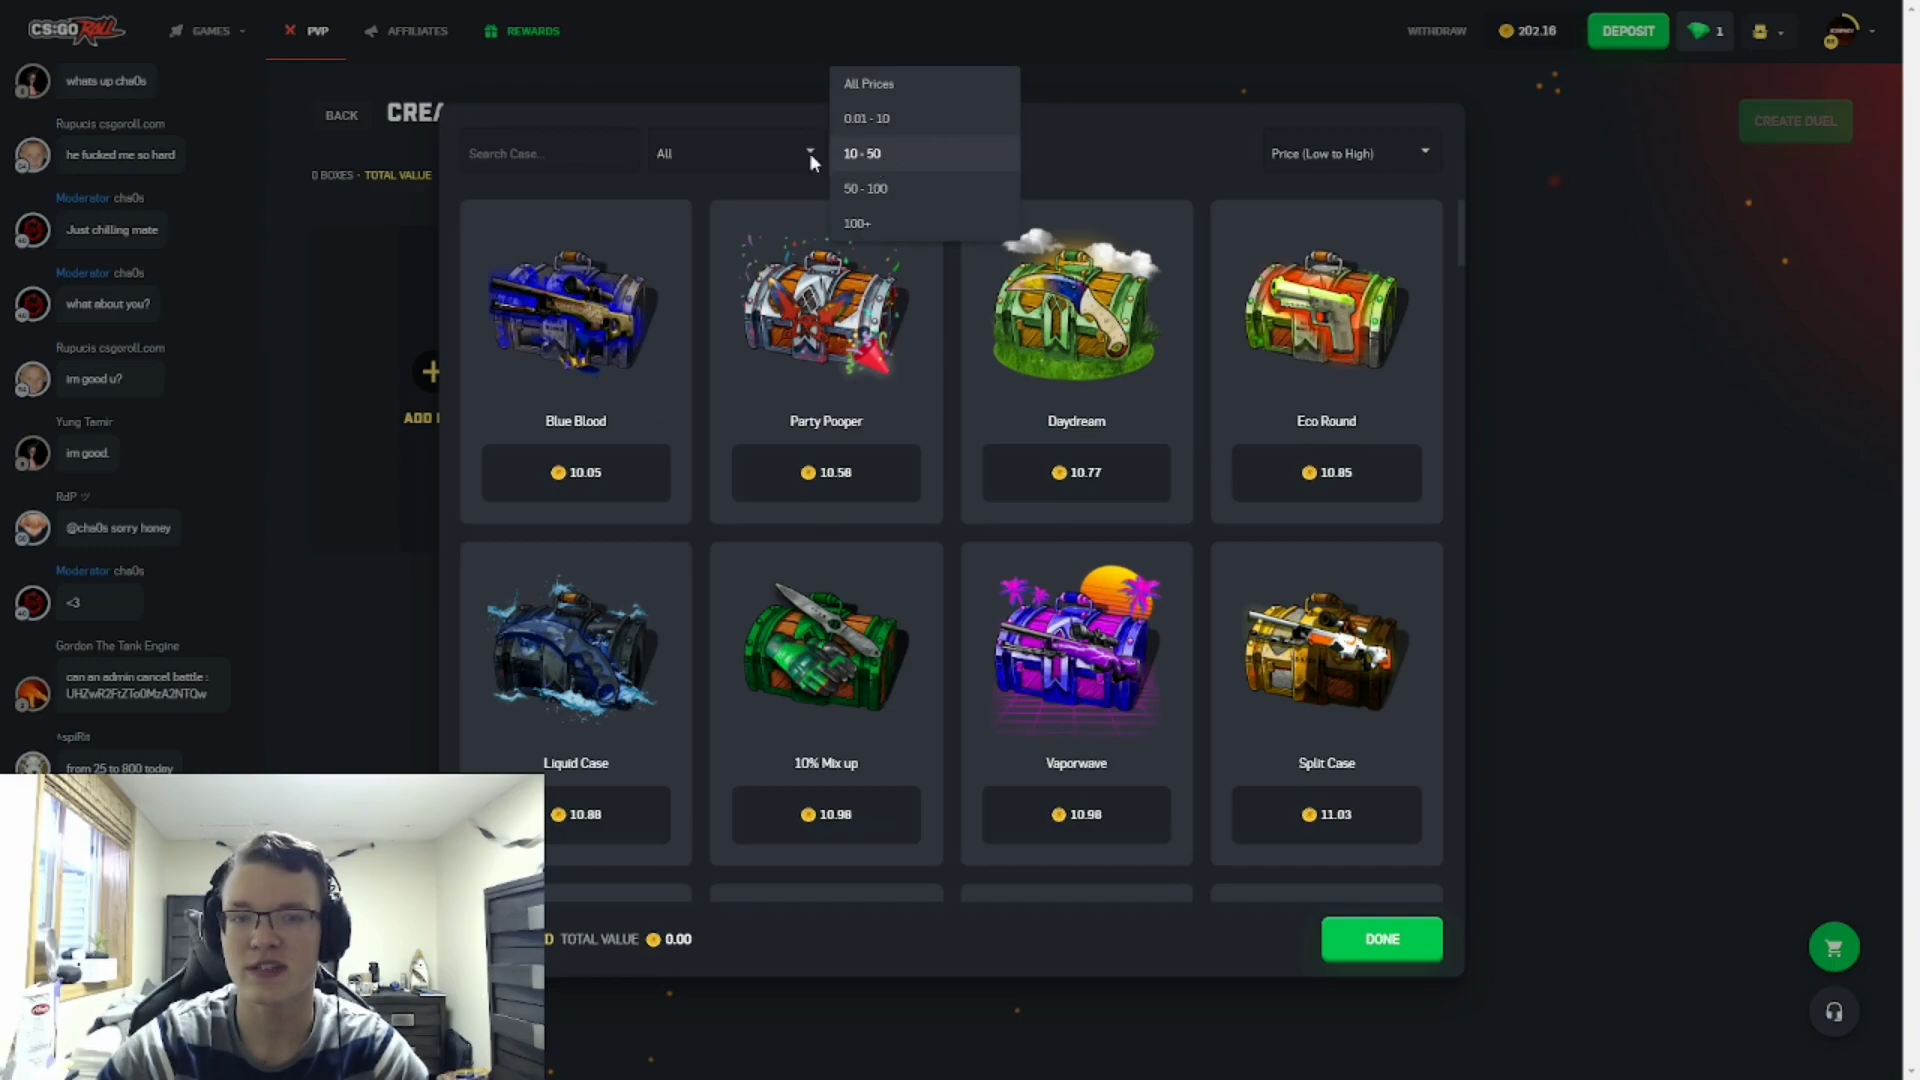 CS:GO ROLL
GAMES
PVP
AFFILIATES
REWARDS
WITHDRAW
202.16
DEPOSIT
1
whats up cha0s
Rupucis csgoroll.com
he fucked me so hard
Moderator cha0s
Just chilling mate
Moderator cha0s
what about you?
Rupucis csgoroll.com
im good u?
Yung Tamir
im good.
RdP ツ
@cha0s sorry honey
Moderator cha0s
<3
Gordon The Tank Engine
can an admin cancel battle :
UHZwR2FtZTo0MzA2NTQw
^spiRit
from 25 to 800 today
BACK
CREA
CREATE DUEL
0 BOXES - TOTAL VALUE
ADD
Search Case...
All
All Prices
0.01 - 10
10 - 50
50 - 100
100+
Price (Low to High)
Blue Blood
10.05
Party Pooper
10.58
Daydream
10.77
Eco Round
10.85
Liquid Case
10.88
10% Mix up
10.98
Vaporwave
10.98
Split Case
11.03
D TOTAL VALUE 0.00
DONE